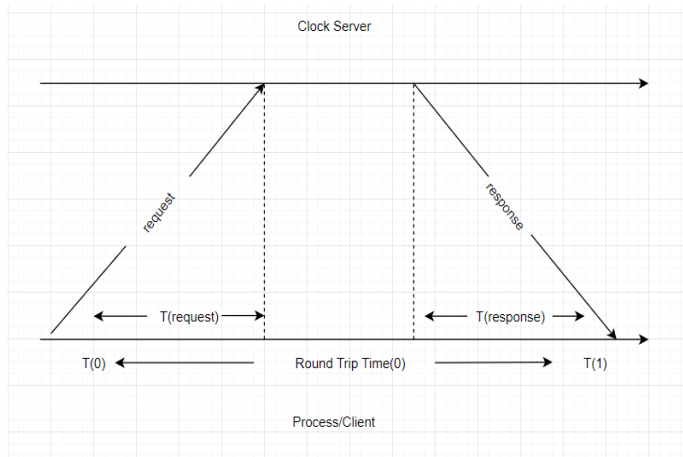 Clock Server
request
response
T(request)
T(response)
T(0)
Round Trip Time(0)
T(1)
Process/Client